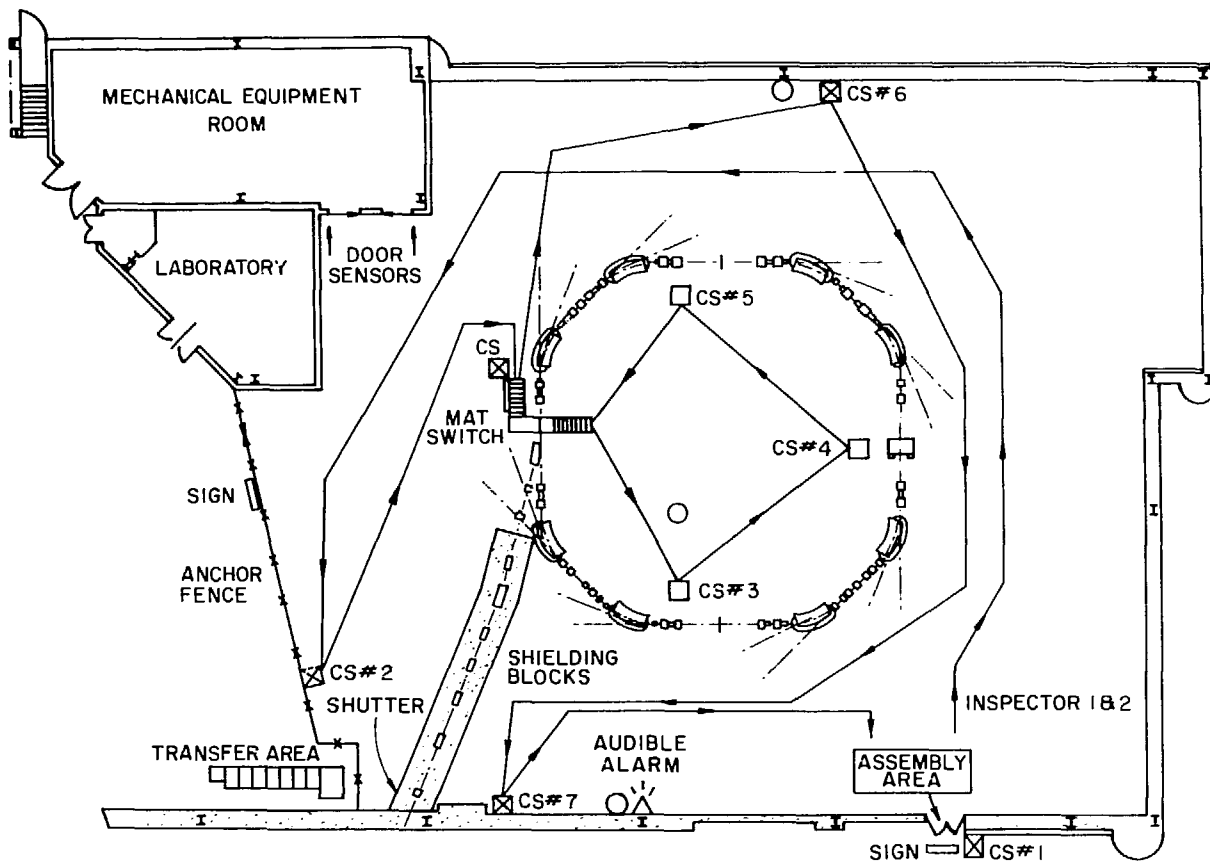 CS#6
MECHANICAL EQUIPMENT
ROOM
DOOR
SENSORS
LABORATORY
CS#5
CS
MAT
SWITCH
CS#4
SIGN
ANCHOR
FENCE
CS#3
SHIELDING
BLOCKS
CS#2
SHUTTER
INSPECTOR 1&2
TRANSFER AREA
AUDIBLE
ALARM
ASSEMBLY
AREA
CS#7
SIGN
CS#1